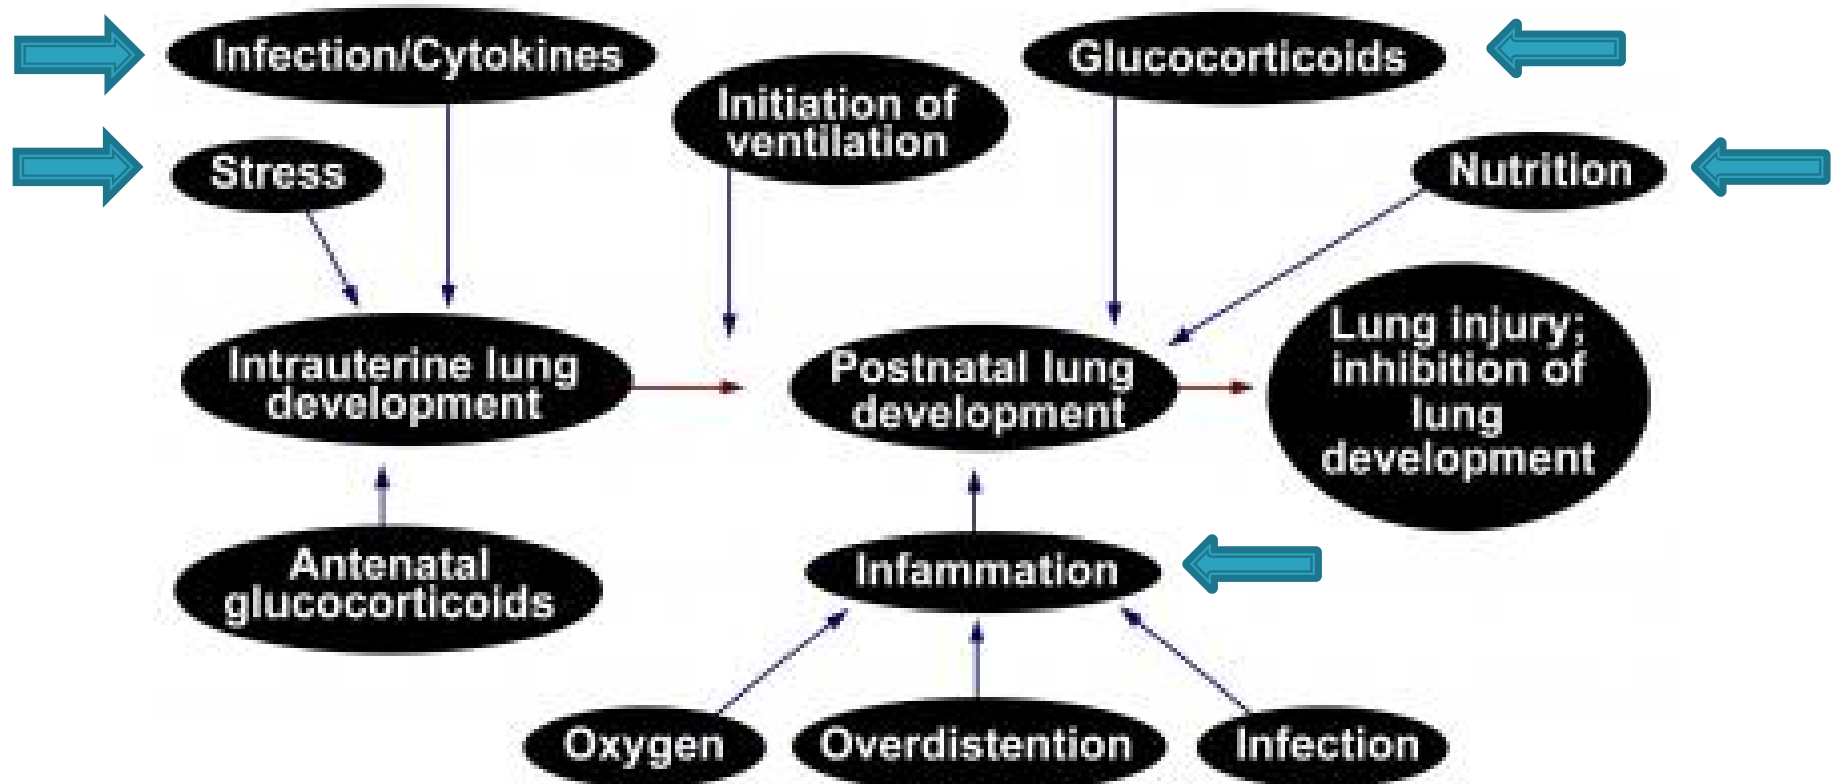 Infection/Cytokines
Glucocorticoids
Initiation of
ventilation
Stress
Nutrition
Intrauterine lung
development
Postnatal lung
development
Lung injury;
inhibition of
lung
development
Antenatal
glucocorticoids
Infammation
Oxygen
Overdistention
Infection